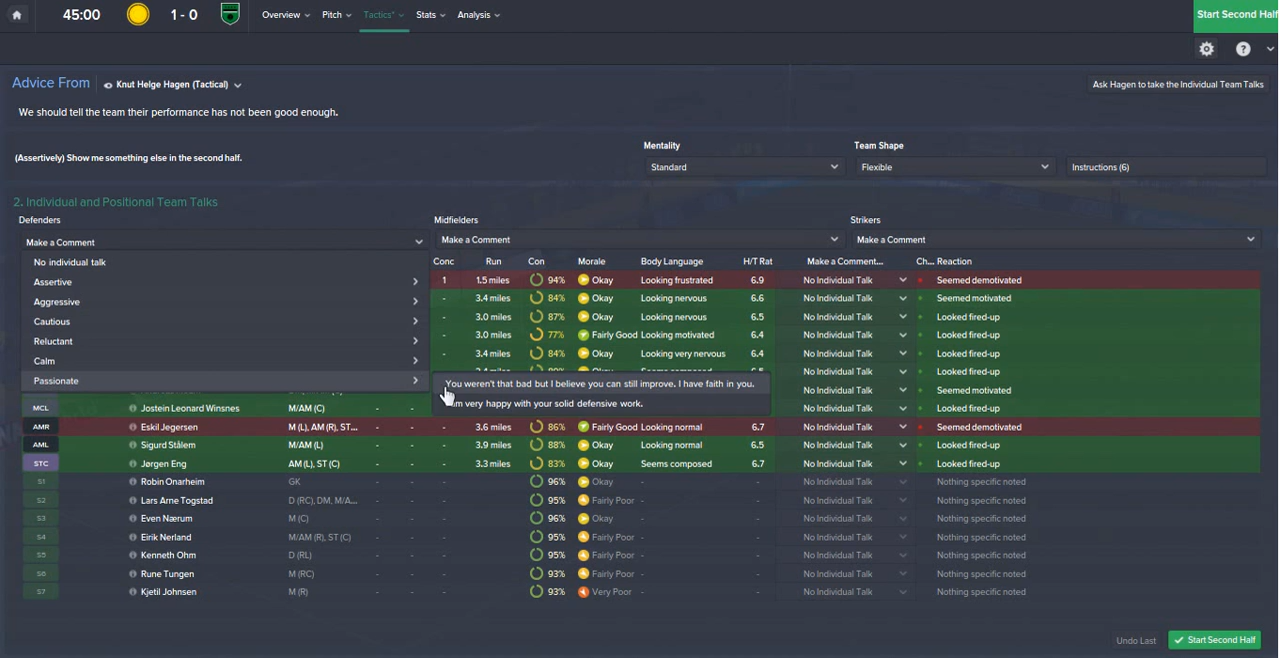 45:00 1 - 0 Overview Pitch Tactics* Stats Analysis Start Second Half
Advice From Knut Helge Hagen (Tactical) Ask Hagen to take the Individual Team Talks
We should tell the team their performance has not been good enough.
Mentality Team Shape
(Assertively) Show me something else in the second half. Standard Flexible Instructions (6)
2. Individual and Positional Team Talks
Defenders Midfielders Strikers
Make a Comment Make a Comment Make a Comment
No individual talk Conc Run Con Morale Body Language H/T Rat Make a Comment... Ch... Reaction
Assertive 1 1.5 miles 94% Okay Looking frustrated 6.9 No Individual Talk Seemed demotivated
Aggressive - 3.4 miles 84% Okay Looking nervous 6.6 No Individual Talk Seemed motivated
Cautious - 3.0 miles 87% Okay Looking nervous 6.5 No Individual Talk Looked fired-up
Reluctant - 3.0 miles 77% Fairly Good Looking motivated 6.4 No Individual Talk Looked fired-up
Calm - 3.4 miles 84% Okay Looking very nervous 6.4 No Individual Talk Looked fired-up
No Individual Talk Looked fired-up
Passionate You weren't that bad but I believe you can still improve. I have faith in you. No Individual Talk Seemed motivated
am very happy with your solid defensive work.
MCL Jostein Leonard Winsnes M/AM (C) - - - No Individual Talk Looked fired-up
AMR Eskil Jegersen M (L), AM (R), ST... - - - 3.6 miles 86% Fairly Good Looking normal 6.7 No Individual Talk Seemed demotivated
AML Sigurd Stålem M/AM (L) - - - 3.9 miles 88% Okay Looking normal 6.5 No Individual Talk Looked fired-up
STC Jørgen Eng AM (L), ST (C) - - - 3.3 miles 83% Okay Seems composed 6.7 No Individual Talk Looked fired-up
S1 Robin Onarheim GK - - - 96% Okay - - No Individual Talk Nothing specific noted
S2 Lars Arne Togstad D (RC), DM, M/A... - - - 95% Fairly Poor - - No Individual Talk Nothing specific noted
S3 Even Nærum M (C) - - - 96% Okay - - No Individual Talk Nothing specific noted
S4 Eirik Nerland M/AM (R), ST (C) - - - 95% Fairly Poor - - No Individual Talk Nothing specific noted
S5 Kenneth Ohm D (RL) - - - 95% Fairly Poor - - No Individual Talk Nothing specific noted
S6 Rune Tungen M (RC) - - - 93% Fairly Poor - - No Individual Talk Nothing specific noted
S7 Kjetil Johnsen M (R) - - - 93% Very Poor - - No Individual Talk Nothing specific noted
Undo Last Start Second Half